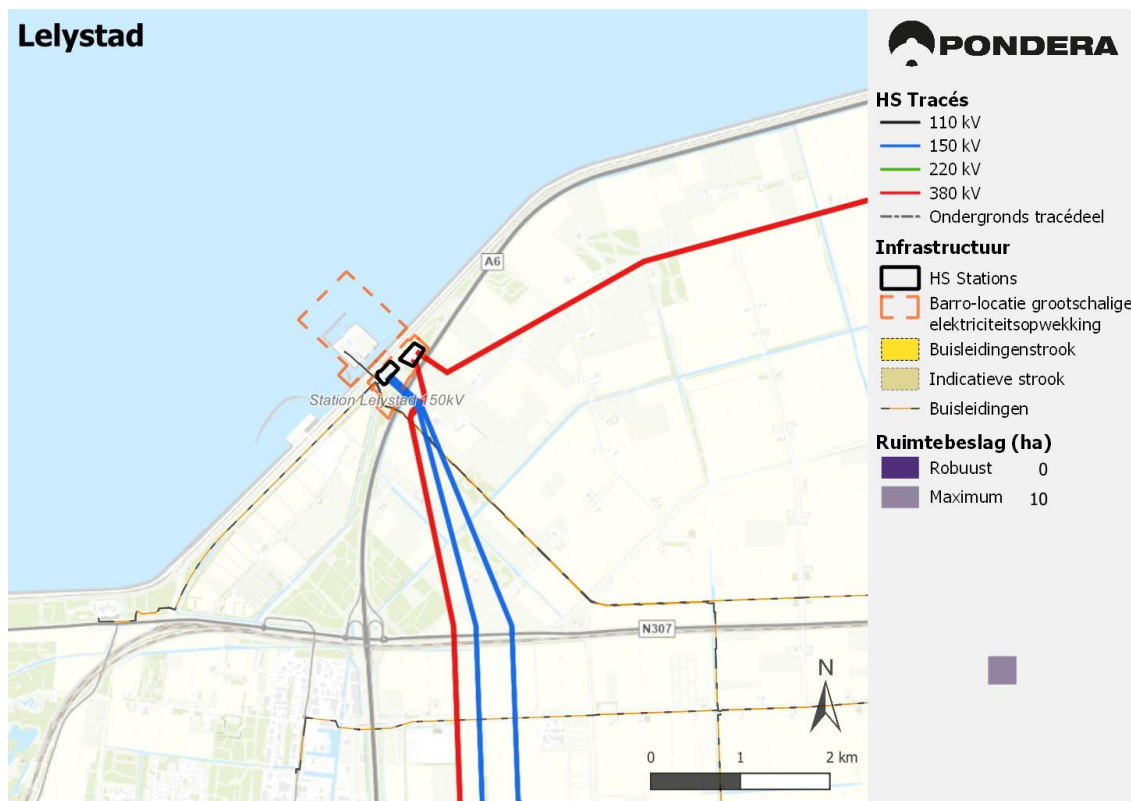 Lelystad
A6
Station Lelystad 150kV
N307
N
0 1 2 km
PONDERA
HS Tracés
110 kV
150 kV
220 kV
380 kV
Ondergronds tracédeel
Infrastructuur
HS Stations
Barro-locatie grootschalige
elektriciteitsopwekking
Buisleidingenstrook
Indicatieve strook
Buisleidingen
Ruimtebeslag (ha)
Robuust 0
Maximum 10